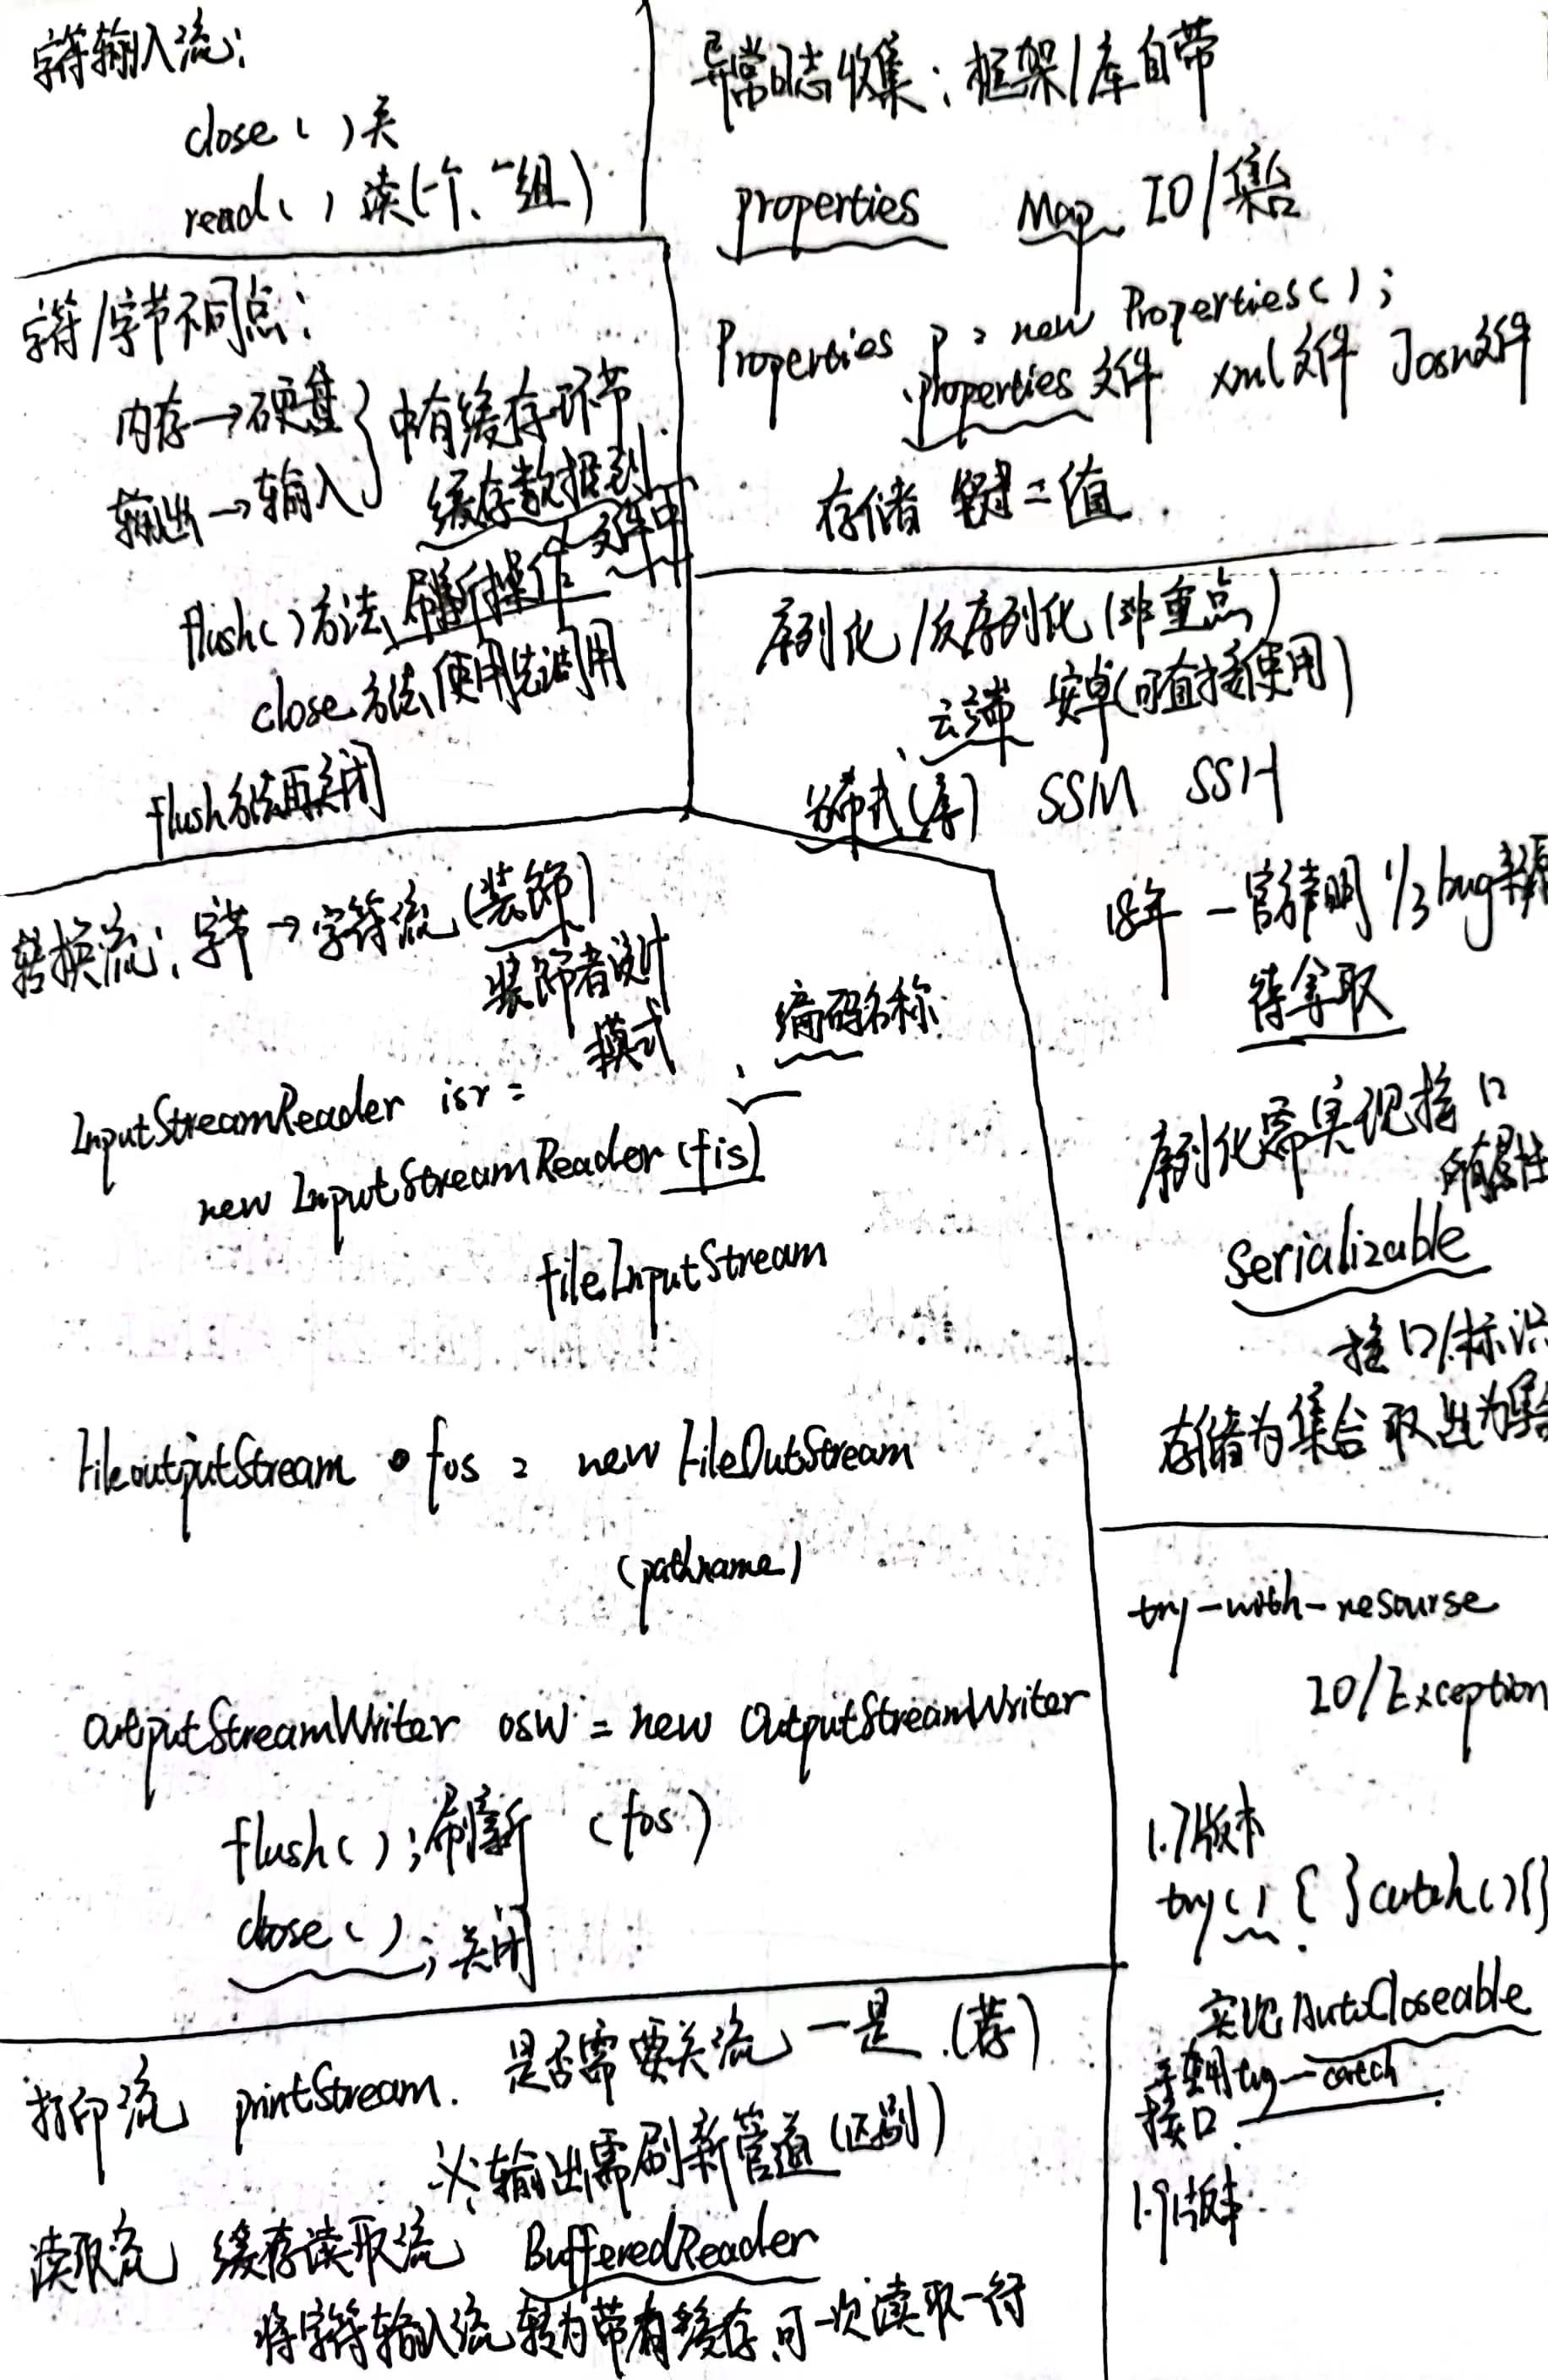 字符输入流:
close( )关
read( ) 读(一个、一组)
字符/字节不同点:
内存→硬盘 } 中有缓存环节
输出→输入
缓存数据到
文件中
flush( )方法 刷新操作
close方法 使用先调用
flush方法再关闭
转换流: 字节→字符流 (装饰)
装饰者设计
模式
、编码名称
InputStreamReader isr =
new InputStreamReader (fis)
fileInputStream
FileoutputStream fos = new FileOutStream
(pathname)
OutputStreamWriter osw = new OutputStreamWriter
(fos)
flush( ); 刷新
close( ); 关闭
打印流 printStream. 是否需要关流 一是.(荐)
输出需刷新管道 (区别)
读取流 缓存读取流 BufferedReader
将字符输入流 转为带有缓存,可一次读取一行
异常日志收集: 框架/库自带
properties Map IO/集合
Properties p = new Properties( );
.properties文件 xml文件 Josn文件
存储 键=值
序列化/反序列化 (非重点)
云端 安卓(可直接使用)
分布式(库) SSM SSH
18年 一官方声明 1/3 bug来源
待拿取
序列化需实现接口
所有属性
Serializable
接口/标识
存储为集合 取出为集合
try-with-resourse
IO/Exception
1.7版本
try( ) { } catch( ){}
实现AutoCloseable
接口
try-catch
1.9版本